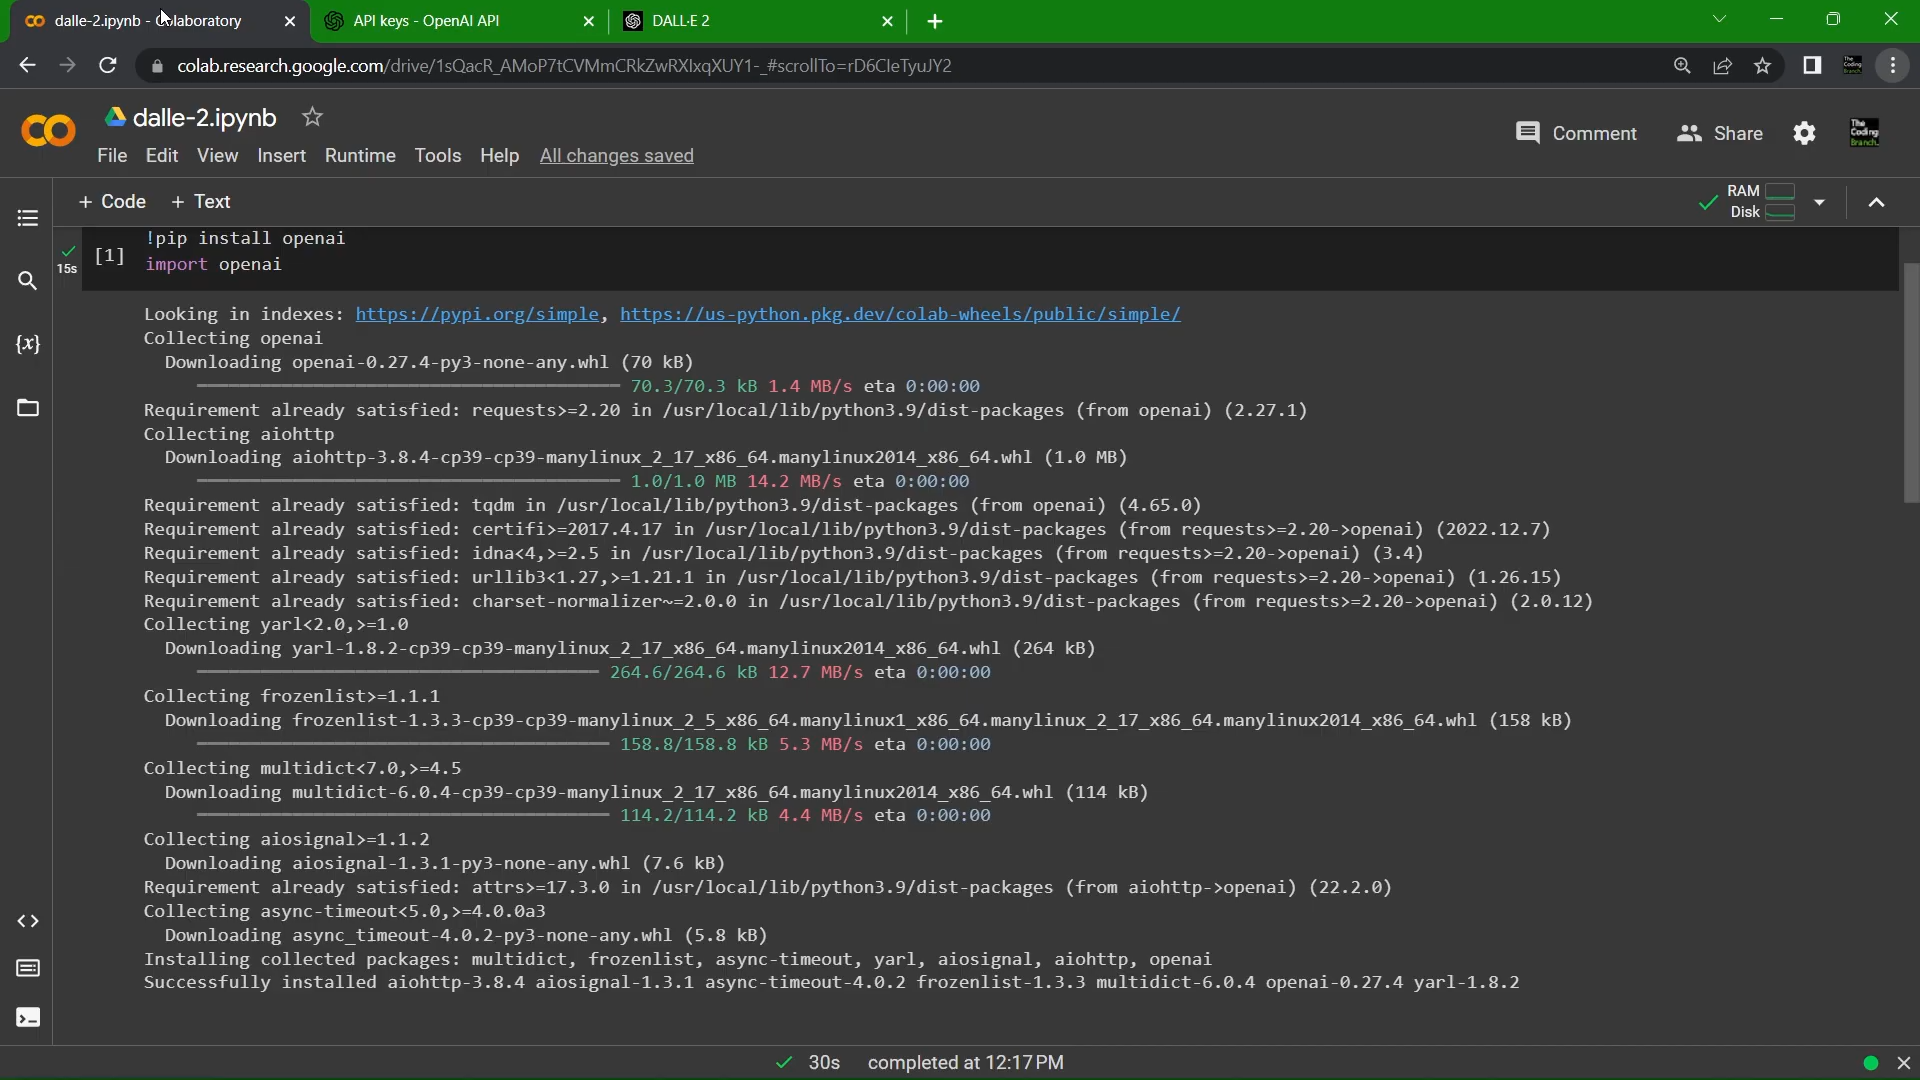 dalle-2.ipynb - Colaboratory
API keys - OpenAI API
DALL·E 2
colab.research.google.com/drive/1sQacR_AMoP7tCVMmCRkZwRXlxqXUY1-_#scrollTo=rD6CIeTyuJY2
dalle-2.ipynb
File Edit View Insert Runtime Tools Help All changes saved
Comment
Share
The Coding Branch.
+ Code + Text
RAM
Disk
15s
[1]
!pip install openai
import openai
Looking in indexes: https://pypi.org/simple, https://us-python.pkg.dev/colab-wheels/public/simple/
Collecting openai
Downloading openai-0.27.4-py3-none-any.whl (70 kB)
70.3/70.3 kB 1.4 MB/s eta 0:00:00
Requirement already satisfied: requests>=2.20 in /usr/local/lib/python3.9/dist-packages (from openai) (2.27.1)
Collecting aiohttp
Downloading aiohttp-3.8.4-cp39-cp39-manylinux_2_17_x86_64.manylinux2014_x86_64.whl (1.0 MB)
1.0/1.0 MB 14.2 MB/s eta 0:00:00
Requirement already satisfied: tqdm in /usr/local/lib/python3.9/dist-packages (from openai) (4.65.0)
Requirement already satisfied: certifi>=2017.4.17 in /usr/local/lib/python3.9/dist-packages (from requests>=2.20->openai) (2022.12.7)
Requirement already satisfied: idna<4,>=2.5 in /usr/local/lib/python3.9/dist-packages (from requests>=2.20->openai) (3.4)
Requirement already satisfied: urllib3<1.27,>=1.21.1 in /usr/local/lib/python3.9/dist-packages (from requests>=2.20->openai) (1.26.15)
Requirement already satisfied: charset-normalizer~=2.0.0 in /usr/local/lib/python3.9/dist-packages (from requests>=2.20->openai) (2.0.12)
Collecting yarl<2.0,>=1.0
Downloading yarl-1.8.2-cp39-cp39-manylinux_2_17_x86_64.manylinux2014_x86_64.whl (264 kB)
264.6/264.6 kB 12.7 MB/s eta 0:00:00
Collecting frozenlist>=1.1.1
Downloading frozenlist-1.3.3-cp39-cp39-manylinux_2_5_x86_64.manylinux1_x86_64.manylinux_2_17_x86_64.manylinux2014_x86_64.whl (158 kB)
158.8/158.8 kB 5.3 MB/s eta 0:00:00
Collecting multidict<7.0,>=4.5
Downloading multidict-6.0.4-cp39-cp39-manylinux_2_17_x86_64.manylinux2014_x86_64.whl (114 kB)
114.2/114.2 kB 4.4 MB/s eta 0:00:00
Collecting aiosignal>=1.1.2
Downloading aiosignal-1.3.1-py3-none-any.whl (7.6 kB)
Requirement already satisfied: attrs>=17.3.0 in /usr/local/lib/python3.9/dist-packages (from aiohttp->openai) (22.2.0)
Collecting async-timeout<5.0,>=4.0.0a3
Downloading async_timeout-4.0.2-py3-none-any.whl (5.8 kB)
Installing collected packages: multidict, frozenlist, async-timeout, yarl, aiosignal, aiohttp, openai
Successfully installed aiohttp-3.8.4 aiosignal-1.3.1 async-timeout-4.0.2 frozenlist-1.3.3 multidict-6.0.4 openai-0.27.4 yarl-1.8.2
30s completed at 12:17 PM